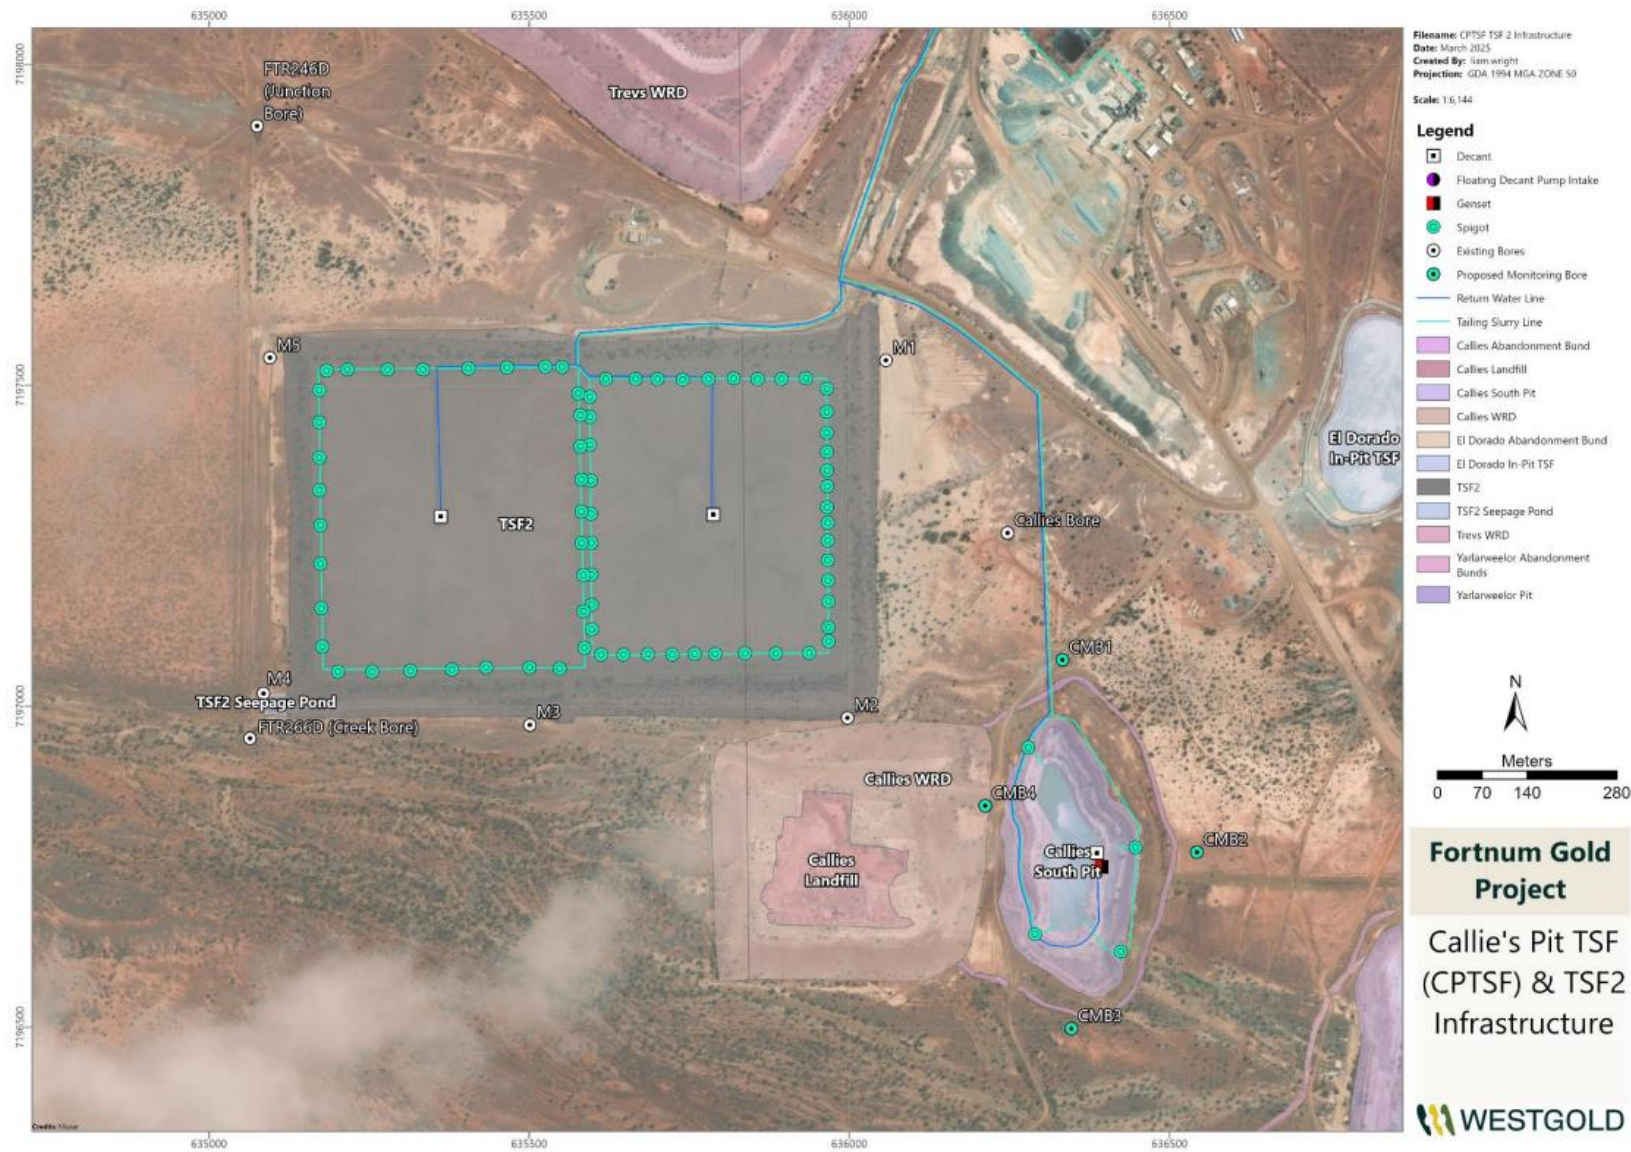 635000
635500
636000
636500
7198000
7197500
7197000
7196500
FTR246D
(Junction
Bore)
Trevs WRD
M5
M1
El Dorado
In-Pit TSF
TSF2
Callies Bore
CMB1
M4
TSF2 Seepage Pond
FTR266D (Creek Bore)
M3
M2
Callies WRD
CMB4
CMB2
Callies
South Pit
Callies
Landfill
CMB3
635000
635500
636000
636500
Filename: CPTSF TSF 2 Infrastructure
Date: March 2025
Created By: liam.wright
Projection: GDA 1994 MGA ZONE 50
Scale: 1:6,144
Legend
Decant
Floating Decant Pump Intake
Genset
Spigot
Existing Bores
Proposed Monitoring Bore
Return Water Line
Tailing Slurry Line
Callies Abandonment Bund
Callies Landfill
Callies South Pit
Callies WRD
El Dorado Abandonment Bund
El Dorado In-Pit TSF
TSF2
TSF2 Seepage Pond
Trevs WRD
Yarlarweelor Abandonment
Bunds
Yarlarweelor Pit
N
Meters
0 70 140 280
Fortnum Gold
Project
Callie's Pit TSF
(CPTSF) & TSF2
Infrastructure
WESTGOLD